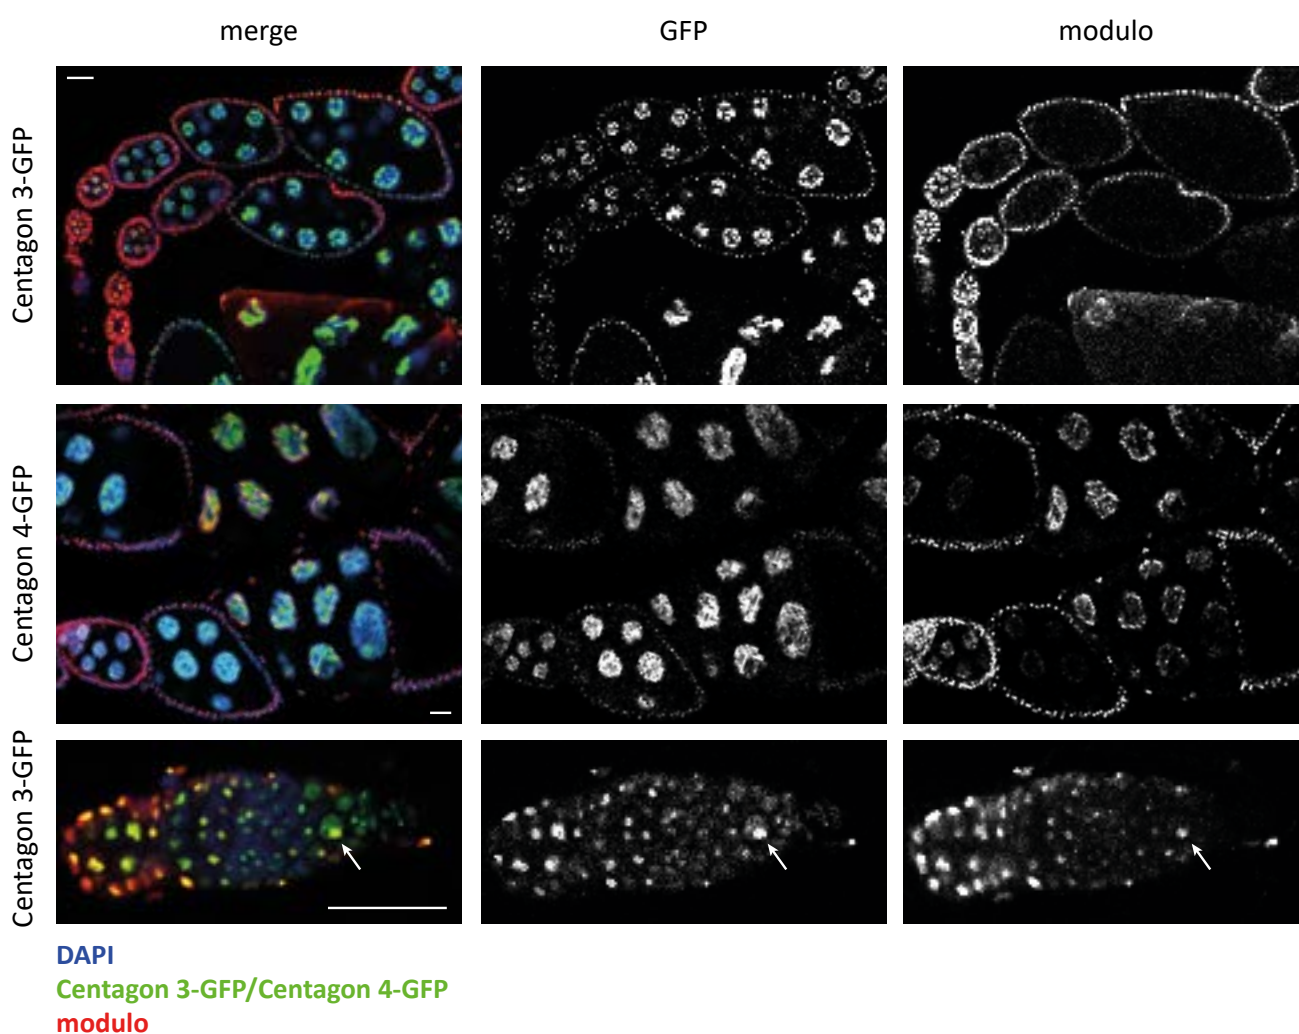 merge
GFP
modulo
Centagon 3-GFP
Centagon 4-GFP
Centagon 3-GFP
DAPI
Centagon 3-GFP/Centagon 4-GFP
modulo